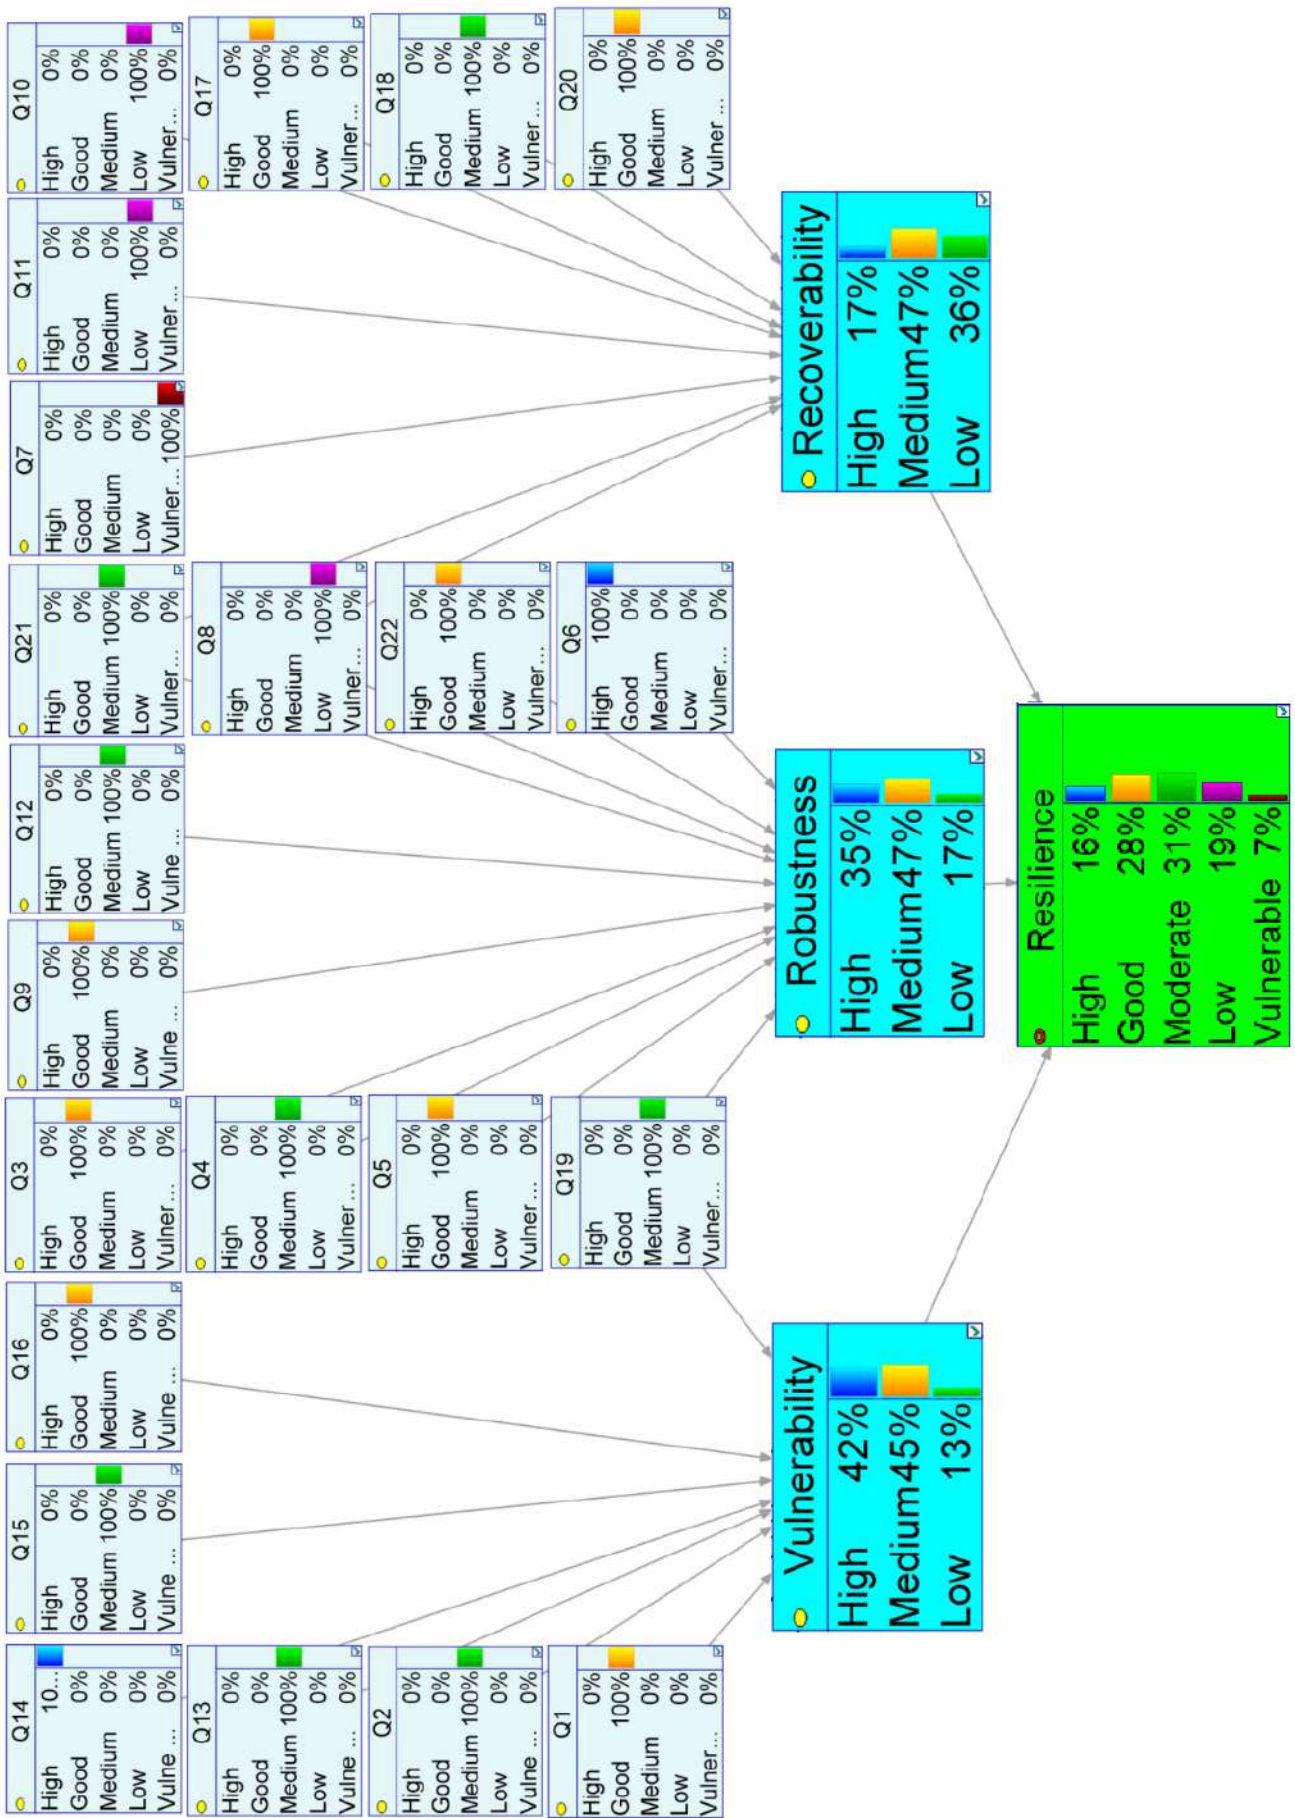 Q14
High 10...
Good 0%
Medium 0%
Low 0%
Vulne ... 0%
Q15
High 0%
Good 0%
Medium 100%
Low 0%
Vulne ... 0%
Q16
High 0%
Good 100%
Medium 0%
Low 0%
Vulne ... 0%
Q3
High 0%
Good 100%
Medium 0%
Low 0%
Vulner... 0%
Q9
High 0%
Good 100%
Medium 0%
Low 0%
Vulne ... 0%
Q12
High 0%
Good 0%
Medium 100%
Low 0%
Vulne ... 0%
Q21
High 0%
Good 0%
Medium 100%
Low 0%
Vulner... 0%
Q7
High 0%
Good 0%
Medium 0%
Low 0%
Vulner... 100%
Q11
High 0%
Good 0%
Medium 0%
Low 100%
Vulner... 0%
Q10
High 0%
Good 0%
Medium 0%
Low 100%
Vulner... 0%
Q13
High 0%
Good 0%
Medium 100%
Low 0%
Vulne ... 0%
Q4
High 0%
Good 0%
Medium 100%
Low 0%
Vulner... 0%
Q8
High 0%
Good 0%
Medium 0%
Low 100%
Vulner... 0%
Q17
High 0%
Good 100%
Medium 0%
Low 0%
Vulner... 0%
Q2
High 0%
Good 0%
Medium 100%
Low 0%
Vulne ... 0%
Q5
High 0%
Good 100%
Medium 0%
Low 0%
Vulner... 0%
Q22
High 0%
Good 100%
Medium 0%
Low 0%
Vulner... 0%
Q18
High 0%
Good 0%
Medium 100%
Low 0%
Vulner... 0%
Q1
High 0%
Good 100%
Medium 0%
Low 0%
Vulner... 0%
Q19
High 0%
Good 0%
Medium 100%
Low 0%
Vulner... 0%
Q6
High 100%
Good 0%
Medium 0%
Low 0%
Vulner... 0%
Q20
High 0%
Good 100%
Medium 0%
Low 0%
Vulner... 0%
Vulnerability
High 42%
Medium45%
Low 13%
Robustness
High 35%
Medium47%
Low 17%
Recoverability
High 17%
Medium47%
Low 36%
Resilience
High 16%
Good 28%
Moderate 31%
Low 19%
Vulnerable 7%